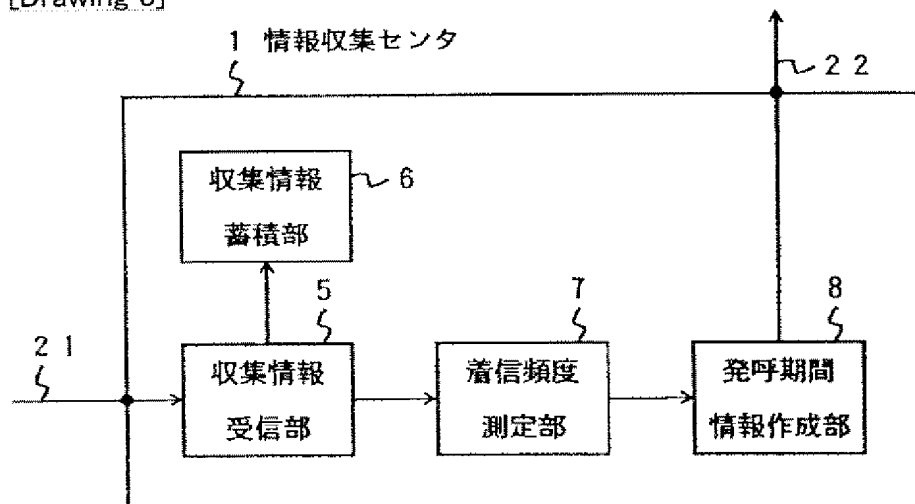 1 情報収集センタ
22
収集情報
蓄積部
6
5
7
8
21
収集情報
受信部
着信頻度
測定部
発呼期間
情報作成部